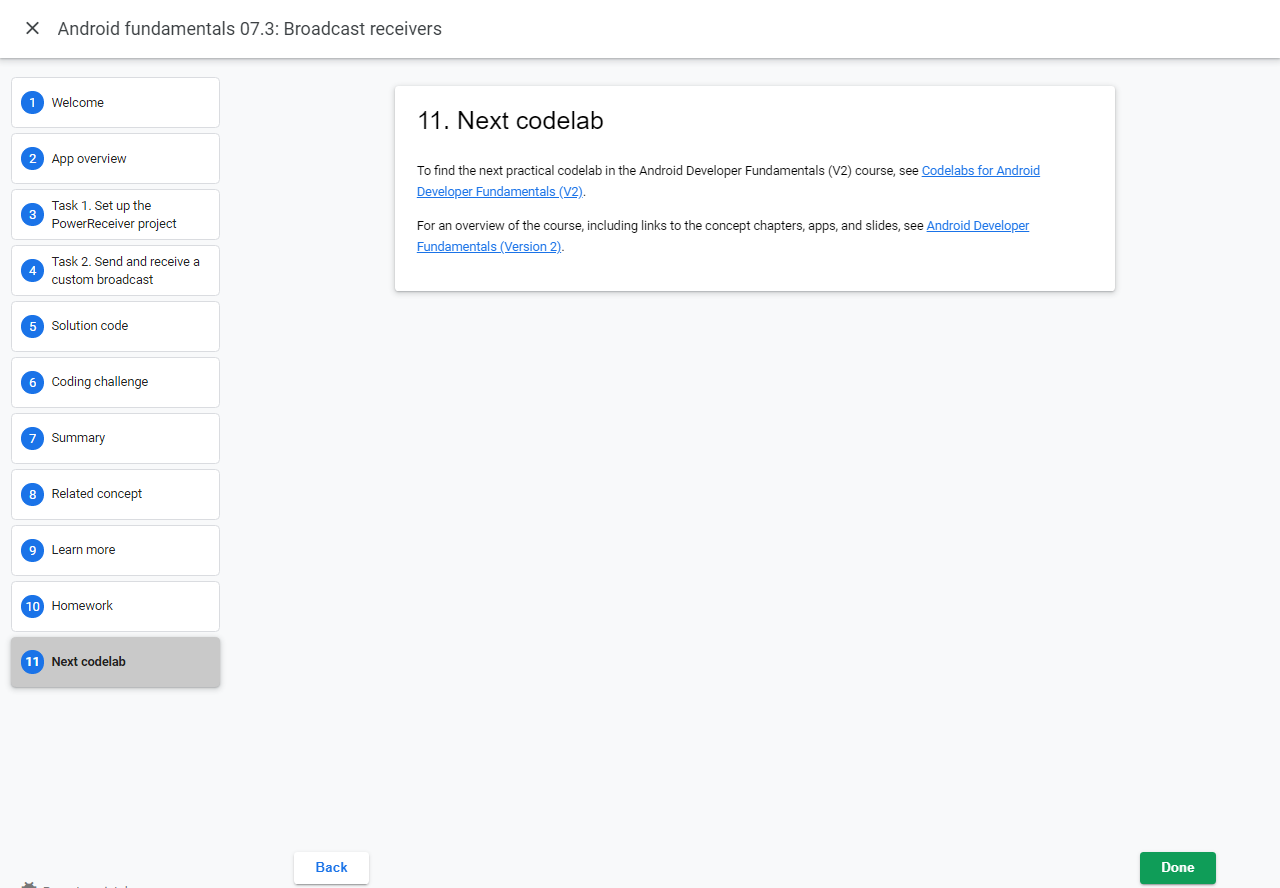 Android fundamentals 07.3: Broadcast receivers
1 Welcome
2 App overview
3 Task 1. Set up the
PowerReceiver project
4 Task 2. Send and receive a
custom broadcast
5 Solution code
6 Coding challenge
7 Summary
8 Related concept
9 Learn more
10 Homework
11 Next codelab
11. Next codelab
To find the next practical codelab in the Android Developer Fundamentals (V2) course, see Codelabs for Android
Developer Fundamentals (V2).
For an overview of the course, including links to the concept chapters, apps, and slides, see Android Developer
Fundamentals (Version 2).
Back
Done